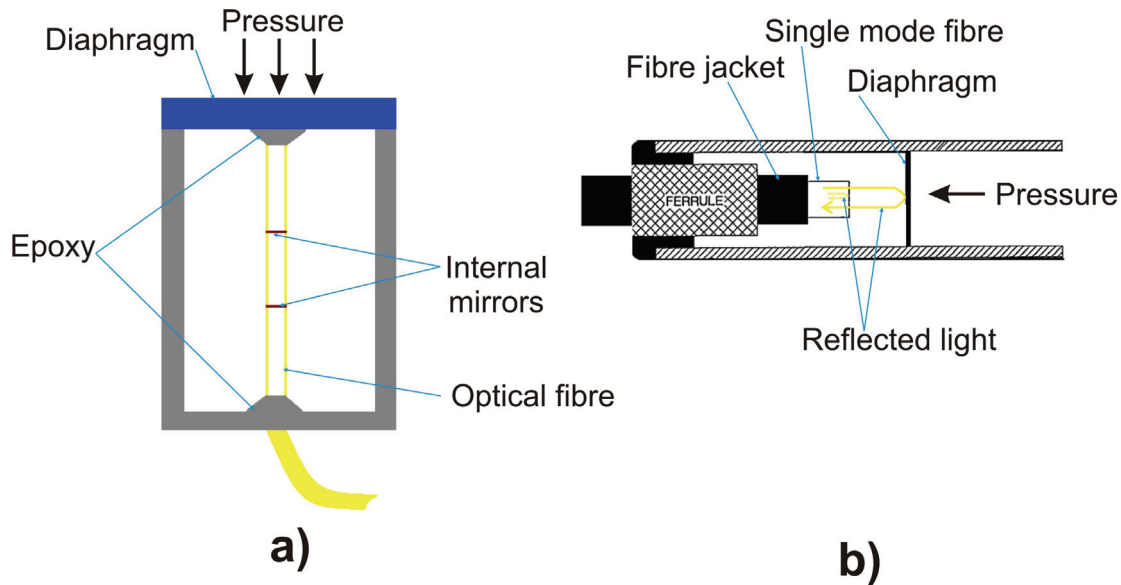 Pressure
Diaphragm
Epoxy
Internal
mirrors
Optical fibre
a)
Single mode fibre
Fibre jacket
Diaphragm
FERRULE
Pressure
Reflected light
b)